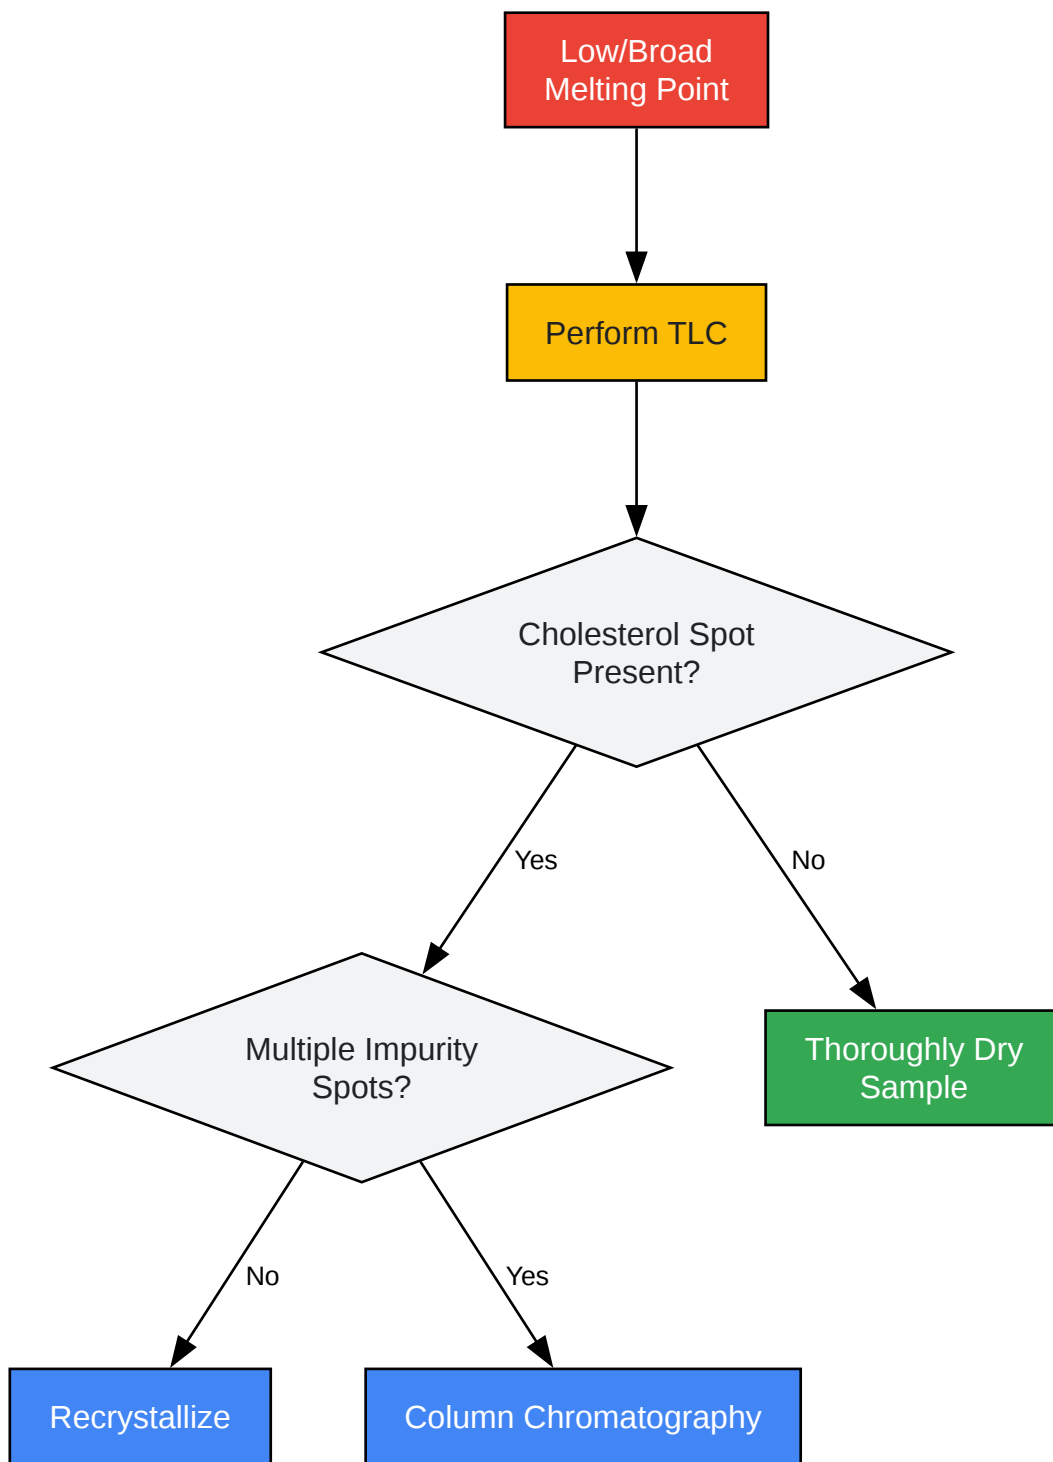 Low/Broad
Melting Point
Perform TLC
Cholesterol Spot
Present?
Yes
No
Multiple Impurity
Spots?
Thoroughly Dry
Sample
No
Yes
Recrystallize
Column Chromatography